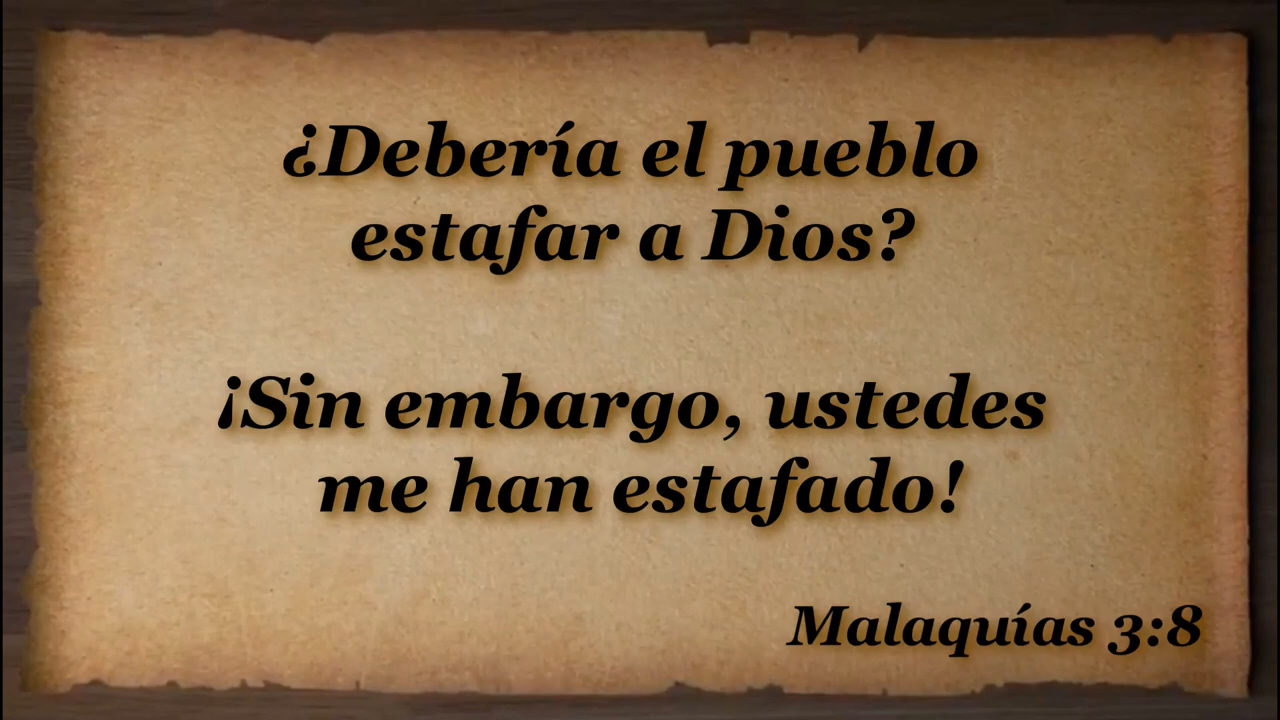 ¿Debería el pueblo
estafar a Dios?
¡Sin embargo, ustedes
me han estafado!
Malaquías 3:8